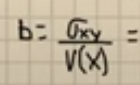 b = σxy / V(X) =